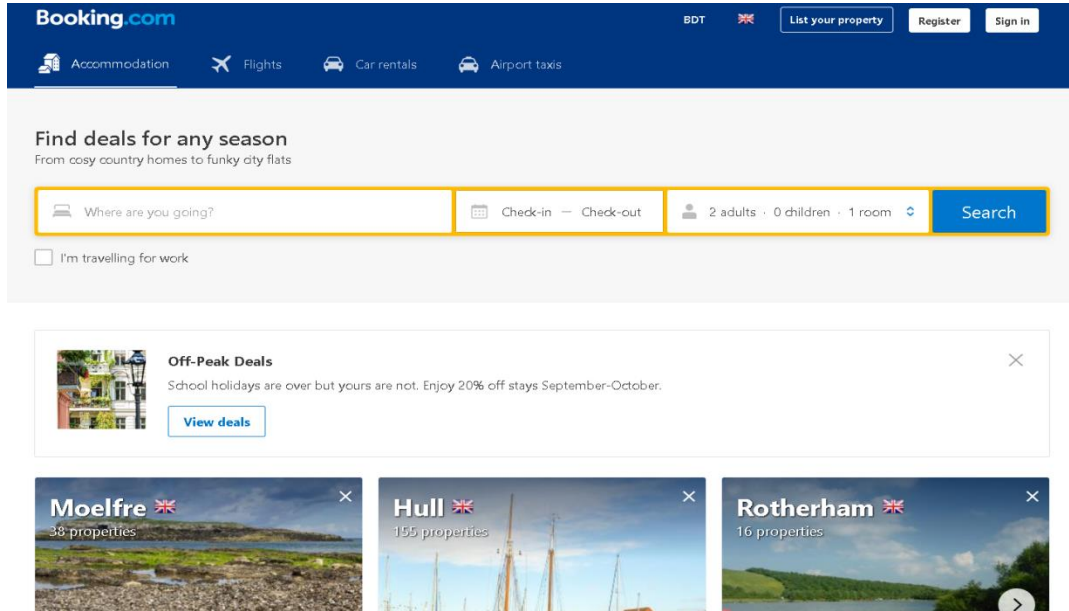 Booking.com
BDT
List your property
Register
Sign in
Accommodation
Flights
Car rentals
Airport taxis
Find deals for any season
From cosy country homes to funky city flats
Where are you going?
Check-in — Check-out
2 adults · 0 children · 1 room
Search
I'm travelling for work
Off-Peak Deals
School holidays are over but yours are not. Enjoy 20% off stays September-October.
View deals
Moelfre
38 properties
Hull
155 properties
Rotherham
16 properties